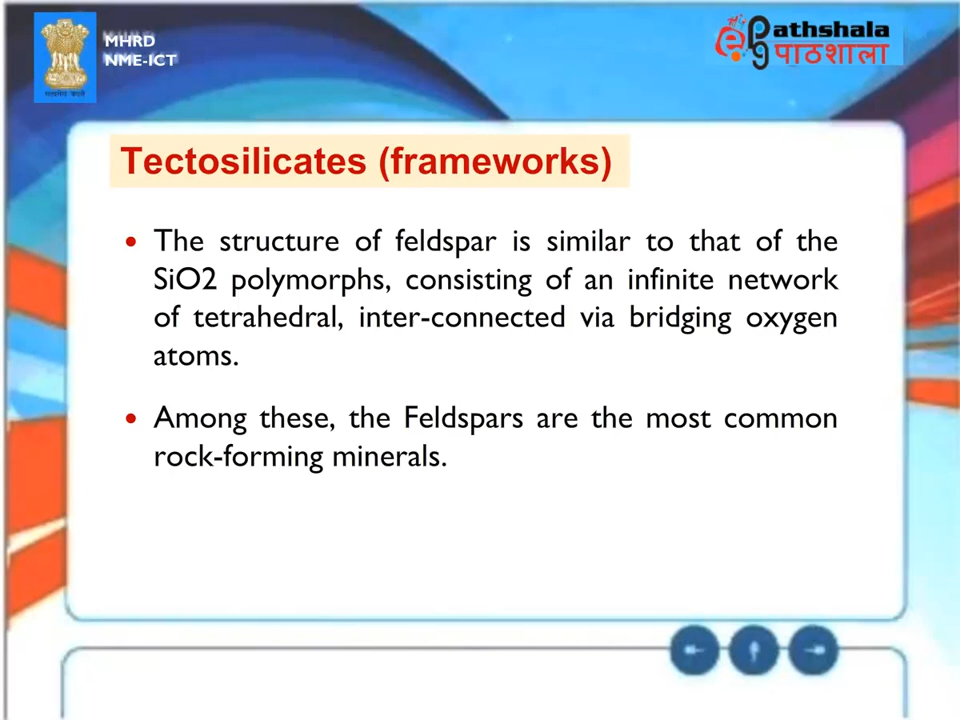 MHRD
NME-ICT
ePg Pathshala
पाठशाला
Tectosilicates (frameworks)
• The structure of feldspar is similar to that of the
SiO2 polymorphs, consisting of an infinite network
of tetrahedral, inter-connected via bridging oxygen
atoms.
• Among these, the Feldspars are the most common
rock-forming minerals.